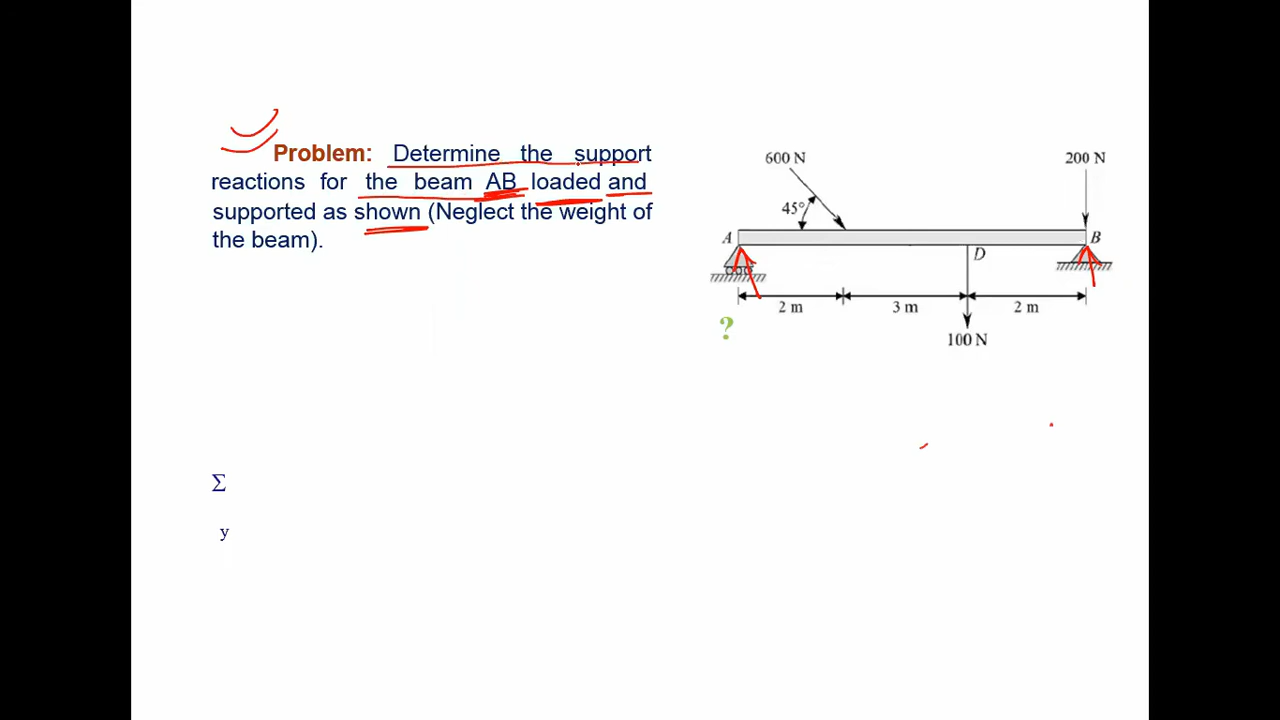 Problem: Determine the support
reactions for the beam AB loaded and
supported as shown (Neglect the weight of
the beam).
600 N
200 N
45°
A
B
D
2 m
3 m
2 m
?
100 N
Σ
y